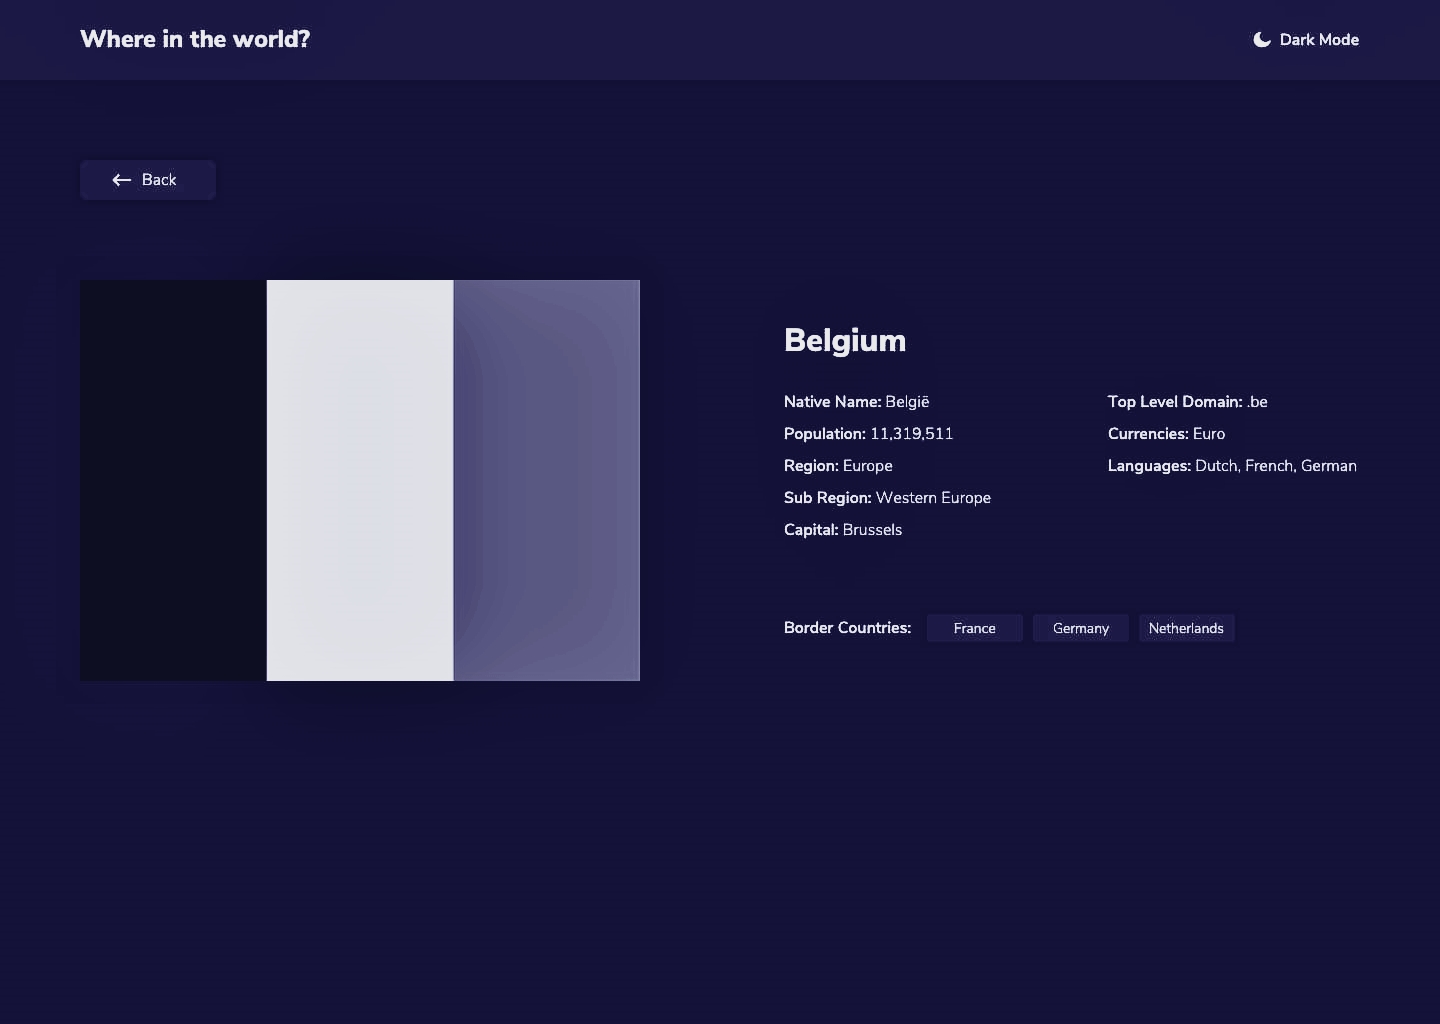 Where in the world?
Dark Mode
Back
Belgium
Native Name: België
Population: 11,319,511
Region: Europe
Sub Region: Western Europe
Capital: Brussels
Top Level Domain: .be
Currencies: Euro
Languages: Dutch, French, German
Border Countries: France Germany Netherlands